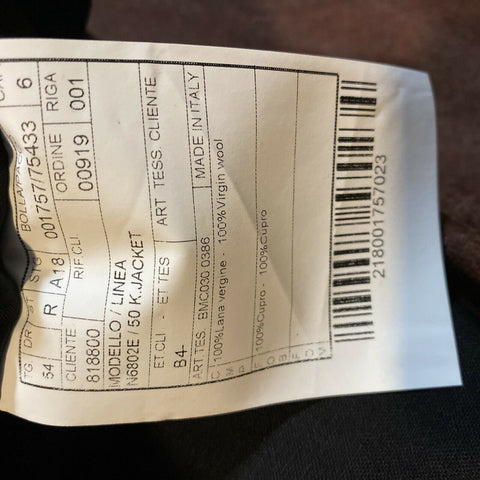 TG DR ST STG BOLLA
54 R A18 001757/75433 6
CLIENTE RIF.CLI ORDINE RIGA
818800 00919 001
MODELLO / LINEA
N6802E / 50 K.JACKET
ET CLI - ET TES ART TESS. CLIENTE
B4-
ART.TES. BMC030 0386 MADE IN ITALY
C 100%Lana vergine - 100%Virgin wool
M
A
F 100%Cupro - 100%Cupro
O
B
F
D
218001757023